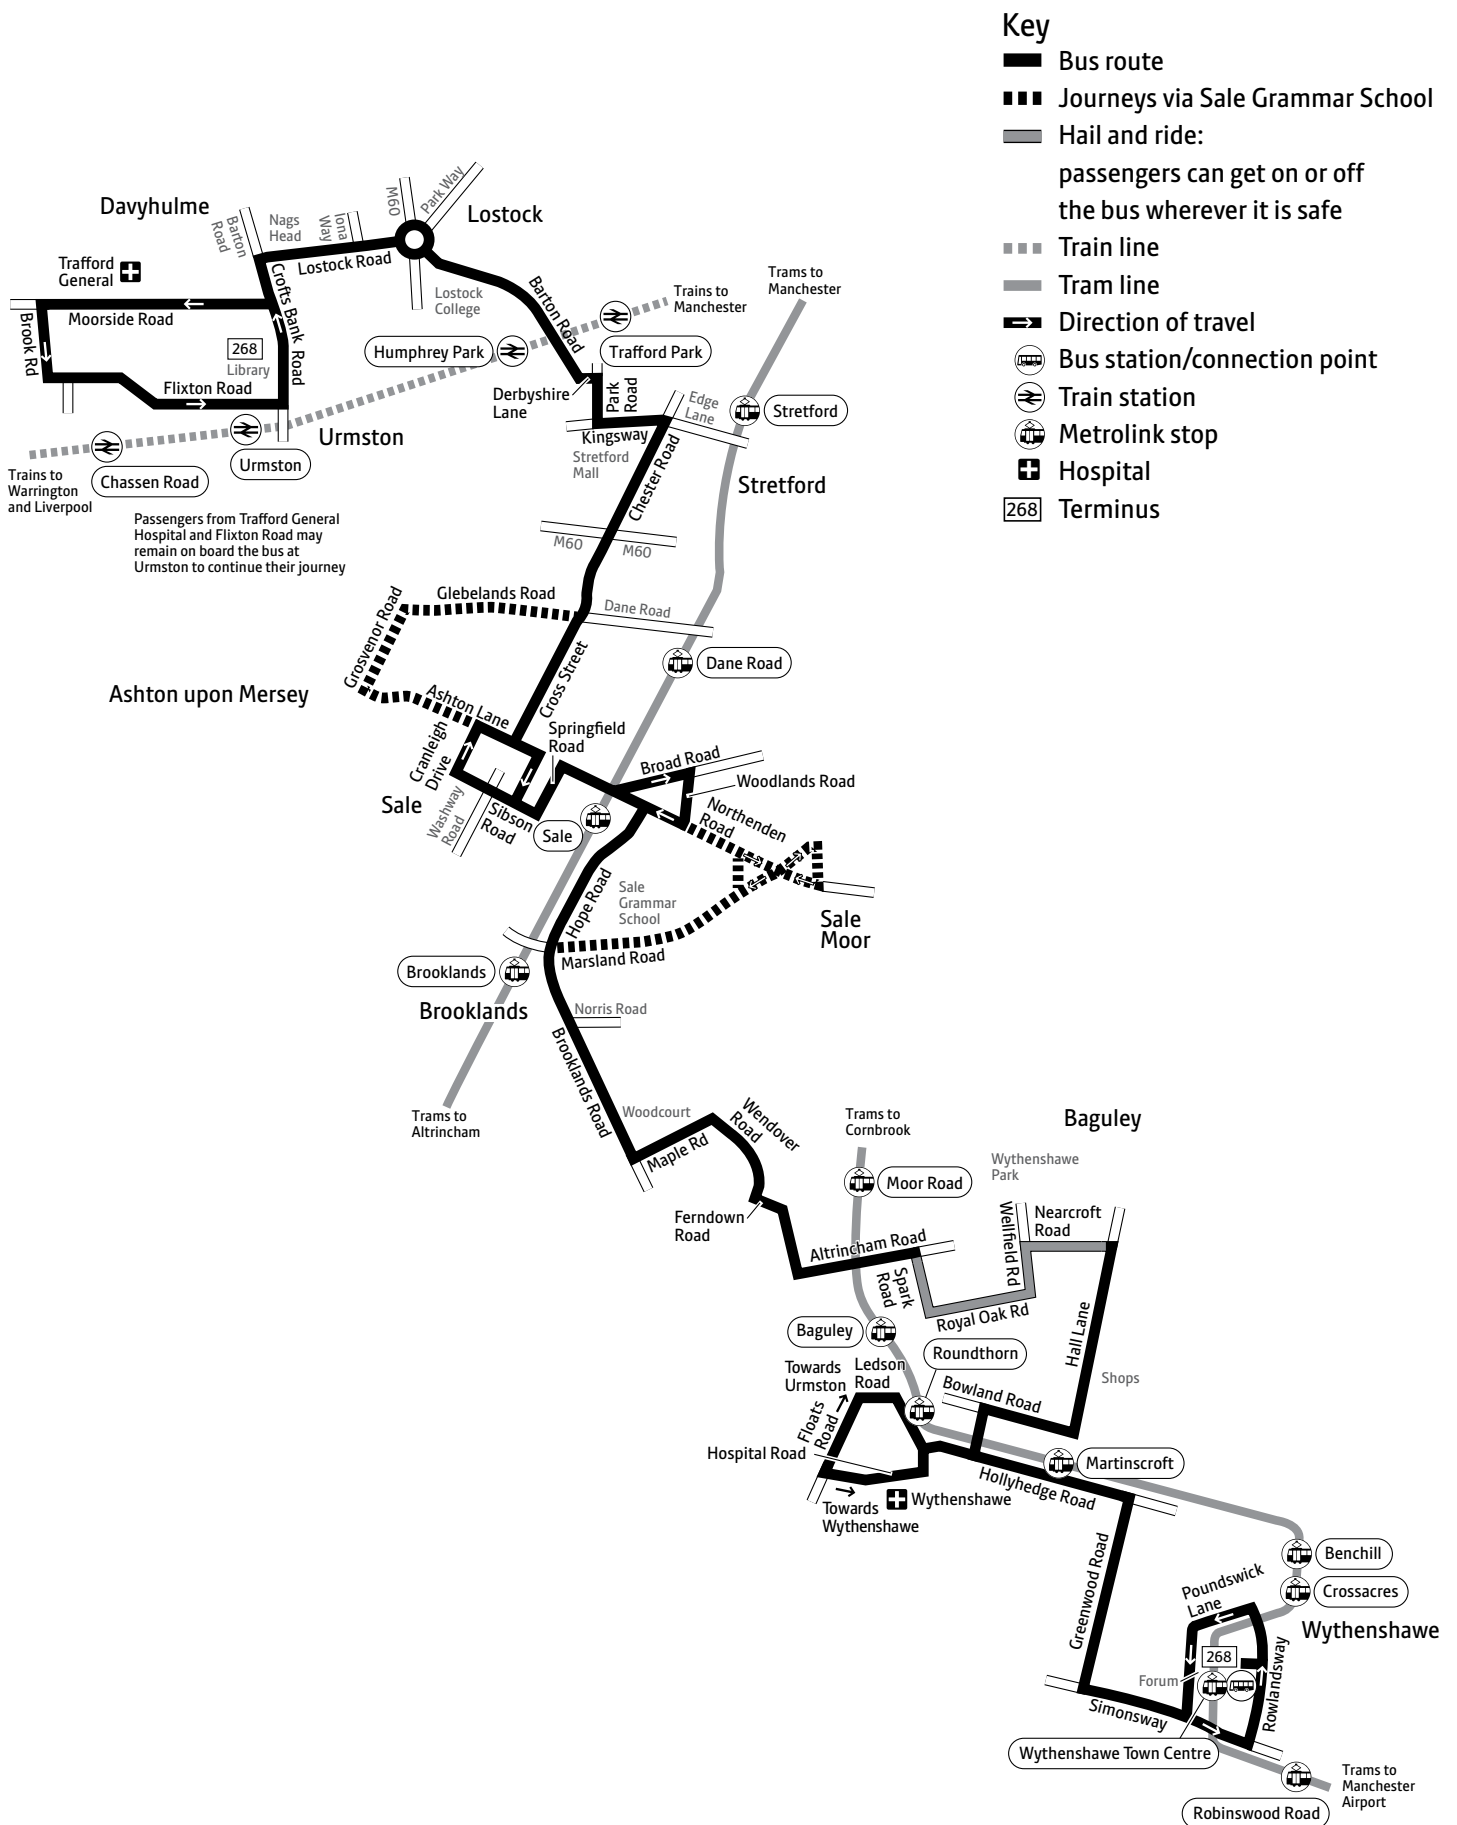 Key
Bus route
Journeys via Sale Grammar School
Hail and ride:
passengers can get on or off
the bus wherever it is safe
Train line
Tram line
Direction of travel
Bus station/connection point
Train station
Metrolink stop
Hospital
268 Terminus
Davyhulme
Barton
Road
Nags
Head
Iona
Way
M60
Park Way
Lostock
Trafford
General
Lostock Road
Crofts Bank Road
Moorside Road
Brook Rd
268
Library
Flixton Road
Urmston
Urmston
Chassen Road
Trains to
Warrington
and Liverpool
Passengers from Trafford General
Hospital and Flixton Road may
remain on board the bus at
Urmston to continue their journey
Lostock
College
Barton Road
Trains to
Manchester
Humphrey Park
Trafford Park
Derbyshire
Lane
Park
Road
Kingsway
Stretford
Mall
Edge
Lane
Trams to
Manchester
Stretford
Stretford
Chester Road
M60
M60
Glebelands Road
Dane Road
Grosvenor Road
Dane Road
Ashton upon Mersey
Ashton Lane
Cross Street
Springfield
Road
Cranleigh
Drive
Broad Road
Woodlands Road
Sale
Washway
Road
Sibson
Road
Sale
Northenden
Road
Hope Road
Sale
Grammar
School
Sale
Moor
Marsland Road
Brooklands
Brooklands
Norris Road
Brooklands Road
Trams to
Altrincham
Woodcourt
Maple Rd
Wendover
Road
Ferndown
Road
Trams to
Cornbrook
Moor Road
Baguley
Wythenshawe
Park
Altrincham Road
Spark
Road
Wellfield Rd
Nearcroft
Road
Royal Oak Rd
Hall Lane
Baguley
Roundthorn
Towards
Urmston
Ledson
Road
Floats
Road
Bowland Road
Shops
Hospital Road
Martinscroft
Hollyhedge Road
Towards
Wythenshawe
Wythenshawe
Greenwood Road
Benchill
Crossacres
Poundswick
Lane
Wythenshawe
268
Forum
Rowlandsway
Simonsway
Wythenshawe Town Centre
Trams to
Manchester
Airport
Robinswood Road